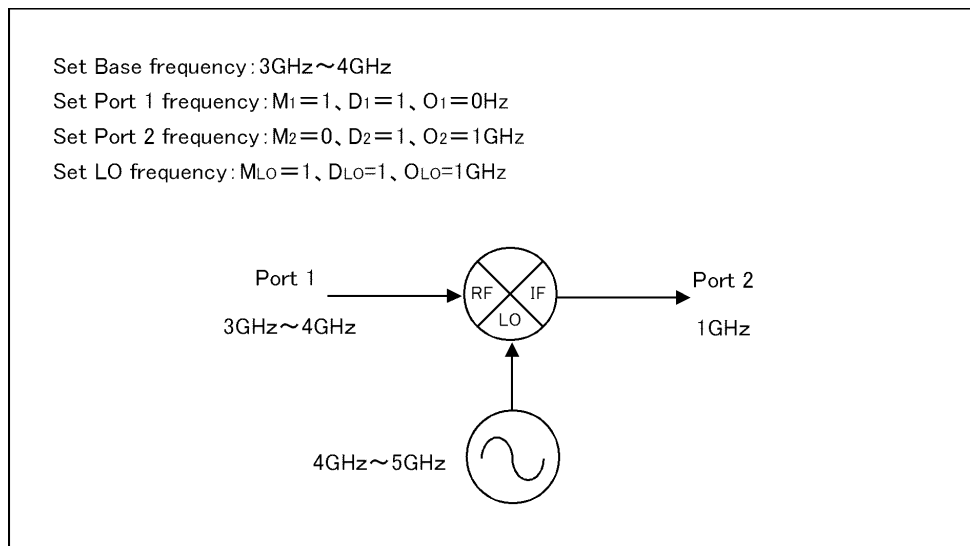 Set Base frequency:3GHz～4GHz
Set Port 1 frequency:M1=1、D1=1、O1=0Hz
Set Port 2 frequency:M2=0、D2=1、O2=1GHz
Set LO frequency:MLO=1、DLO=1、OLO=1GHz
Port 1
3GHz～4GHz
RF
IF
LO
Port 2
1GHz
4GHz～5GHz